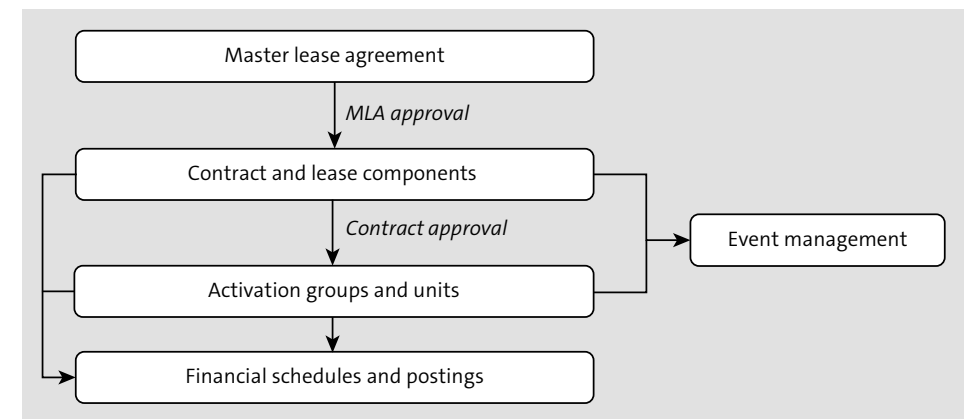 Master lease agreement
MLA approval
Contract and lease components
Contract approval
Event management
Activation groups and units
Financial schedules and postings